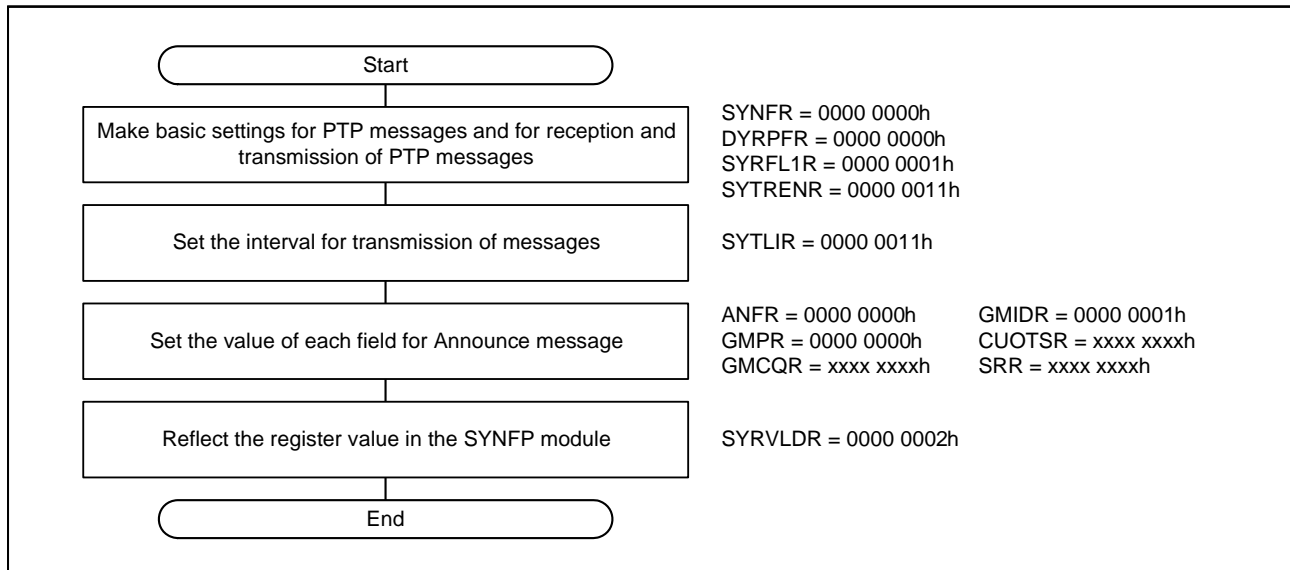 Start
Make basic settings for PTP messages and for reception and
transmission of PTP messages
SYNFR = 0000 0000h
DYRPFR = 0000 0000h
SYRFL1R = 0000 0001h
SYTRENR = 0000 0011h
Set the interval for transmission of messages
SYTLIR = 0000 0011h
Set the value of each field for Announce message
ANFR = 0000 0000h
GMPR = 0000 0000h
GMCQR = xxxx xxxxh
GMIDR = 0000 0001h
CUOTSR = xxxx xxxxh
SRR = xxxx xxxxh
Reflect the register value in the SYNFP module
SYRVLDR = 0000 0002h
End